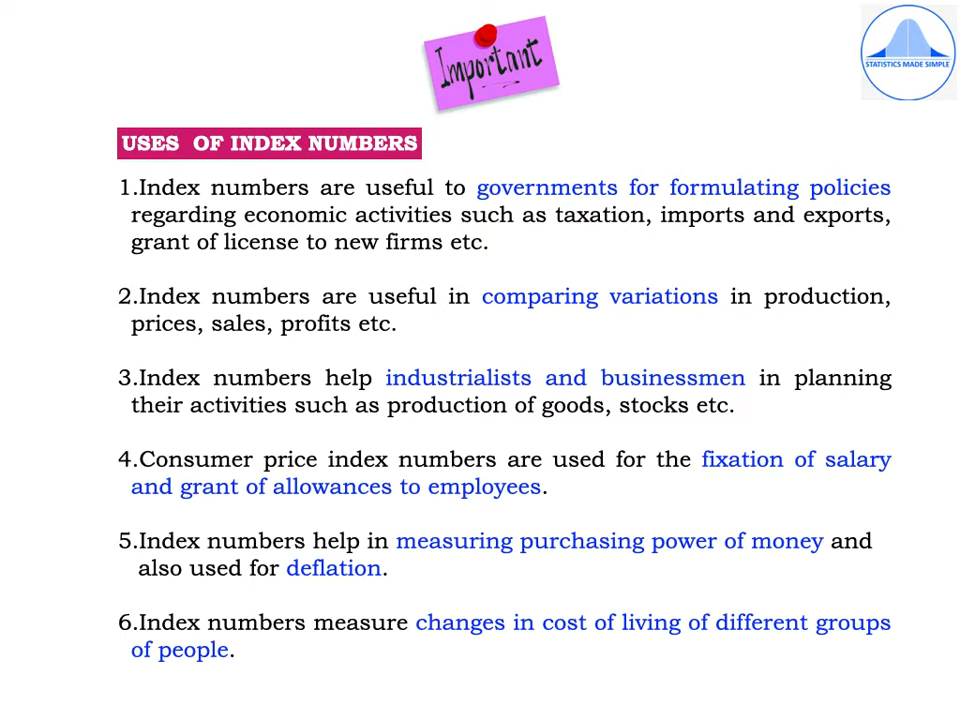 Important
STATISTICS MADE SIMPLE
USES OF INDEX NUMBERS
1.Index numbers are useful to governments for formulating policies
regarding economic activities such as taxation, imports and exports,
grant of license to new firms etc.
2.Index numbers are useful in comparing variations in production,
prices, sales, profits etc.
3.Index numbers help industrialists and businessmen in planning
their activities such as production of goods, stocks etc.
4.Consumer price index numbers are used for the fixation of salary
and grant of allowances to employees.
5.Index numbers help in measuring purchasing power of money and
also used for deflation.
6.Index numbers measure changes in cost of living of different groups
of people.